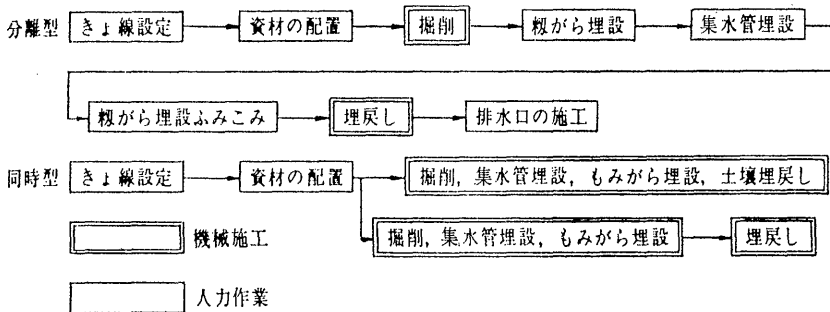 分離型 きょ線設定 資材の配置 掘削 籾がら埋設 集水管埋設
籾がら埋設ふみこみ 埋戻し 排水口の施工
同時型 きょ線設定 資材の配置 掘削，集水管埋設，もみがら埋設，土壌埋戻し
掘削，集水管埋設，もみがら埋設 埋戻し
機械施工
人力作業